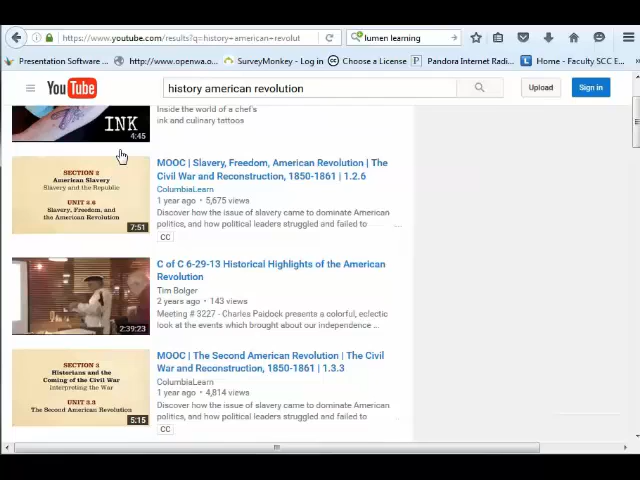 https://www.youtube.com/results?q=history+american+revolut
lumen learning
Presentation Software ...
http://www.openwa.o...
SurveyMonkey - Log in
Choose a License
Pandora Internet Radi...
Home - Faculty SCC E...
YouTube
history american revolution
Upload
Sign in
INK
4:45
Inside the world of a chef's
ink and culinary tattoos
SECTION 2
American Slavery
Slavery and the Republic
UNIT 2.6
Slavery, Freedom, and
the American Revolution
7:51
MOOC | Slavery, Freedom, American Revolution | The
Civil War and Reconstruction, 1850-1861 | 1.2.6
ColumbiaLearn
1 year ago • 5,675 views
Discover how the issue of slavery came to dominate American
politics, and how political leaders struggled and failed to
CC
2:39:23
C of C 6-29-13 Historical Highlights of the American
Revolution
Tim Bolger
2 years ago • 143 views
Meeting # 3227 - Charles Paidock presents a colorful, eclectic
look at the events which brought about our independence ...
SECTION 3
Historians and the
Coming of the Civil War
Interpreting the War
UNIT 3.3
The Second American Revolution
5:15
MOOC | The Second American Revolution | The Civil
War and Reconstruction, 1850-1861 | 1.3.3
ColumbiaLearn
1 year ago • 4,814 views
Discover how the issue of slavery came to dominate American
politics, and how political leaders struggled and failed to
CC